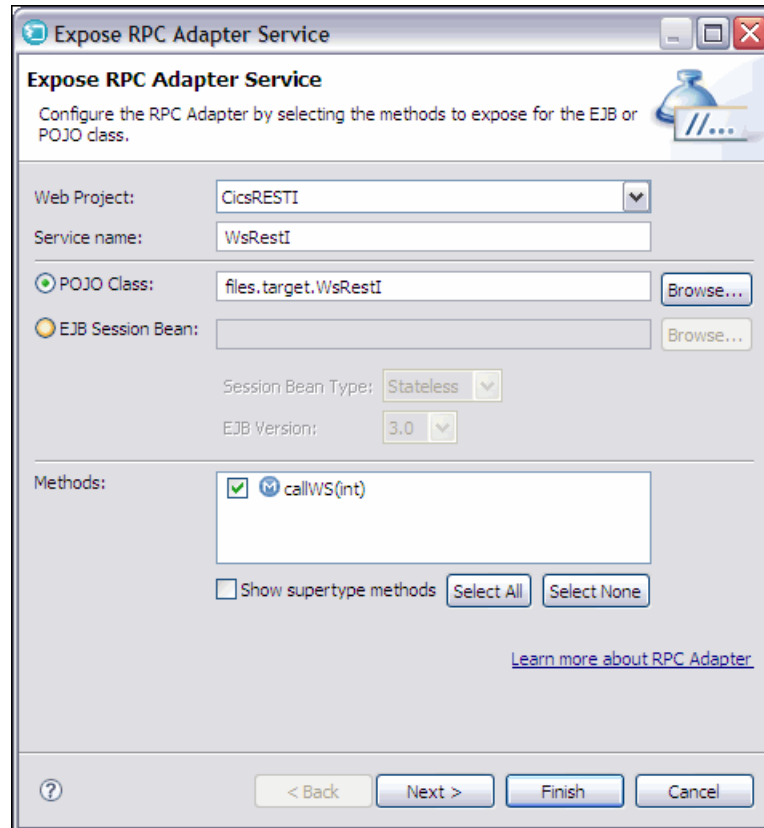 Expose RPC Adapter Service
Expose RPC Adapter Service
Configure the RPC Adapter by selecting the methods to expose for the EJB or
POJO class.
//...
Web Project: CicsRESTI
Service name: WsRestI
POJO Class: files.target.WsRestI Browse...
EJB Session Bean: Browse...
Session Bean Type: Stateless
EJB Version: 3.0
Methods: M callWS(int)
Show supertype methods Select All Select None
Learn more about RPC Adapter
? < Back Next > Finish Cancel